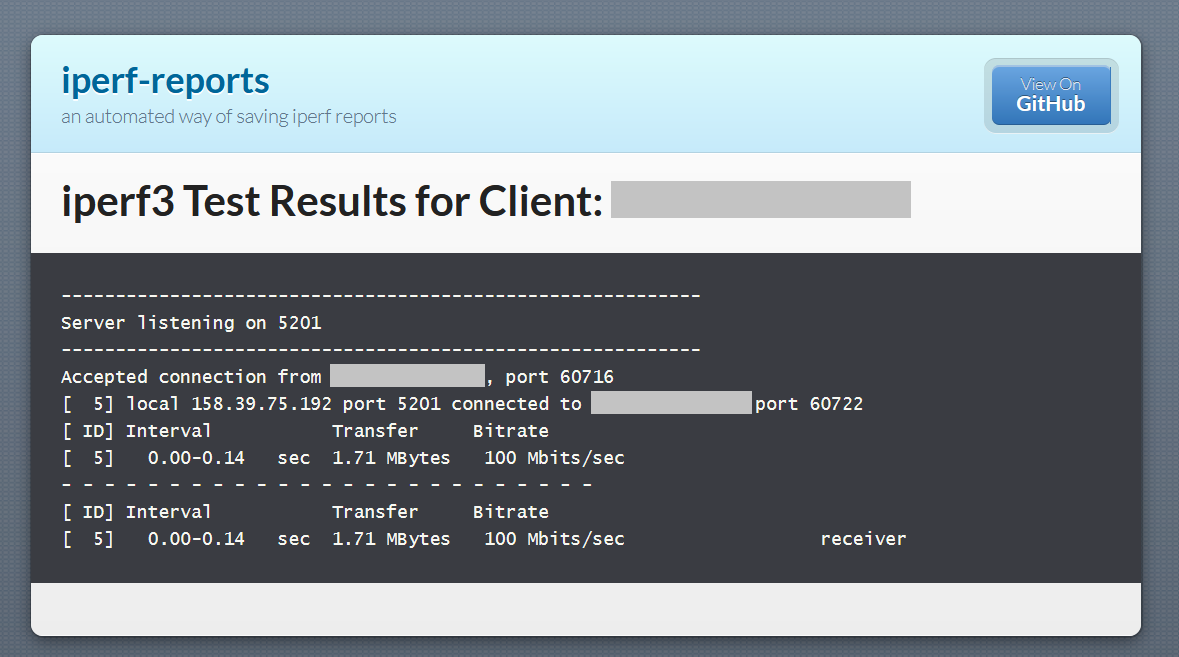 iperf-reports
an automated way of saving iperf reports
View On
GitHub
iperf3 Test Results for Client:
-----------------------------------------------------------
Server listening on 5201
-----------------------------------------------------------
Accepted connection from , port 60716
[  5] local 158.39.75.192 port 5201 connected to port 60722
[ ID] Interval           Transfer     Bitrate
[  5]   0.00-0.14   sec  1.71 MBytes   100 Mbits/sec
- - - - - - - - - - - - - - - - - - - - - - - - -
[ ID] Interval           Transfer     Bitrate
[  5]   0.00-0.14   sec  1.71 MBytes   100 Mbits/sec                  receiver